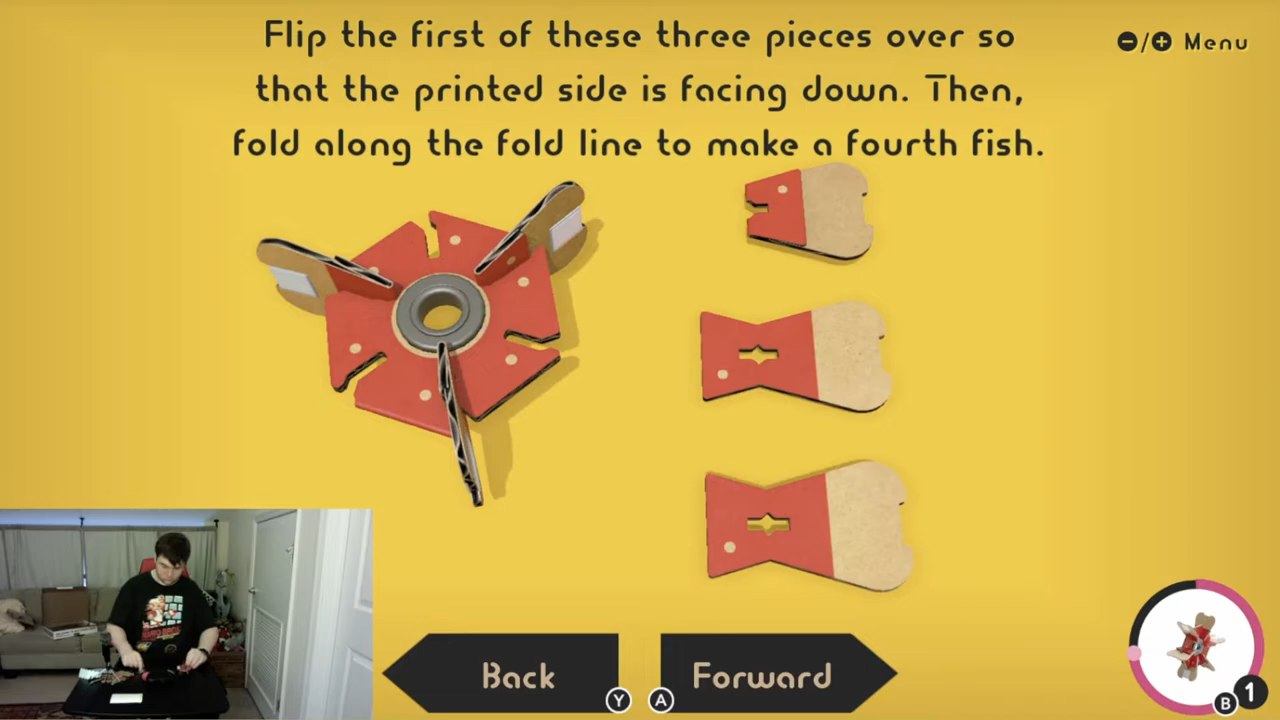 Flip the first of these three pieces over so
that the printed side is facing down. Then,
fold along the fold line to make a fourth fish.
−/+ Menu
Back
Y
A
Forward
B
1